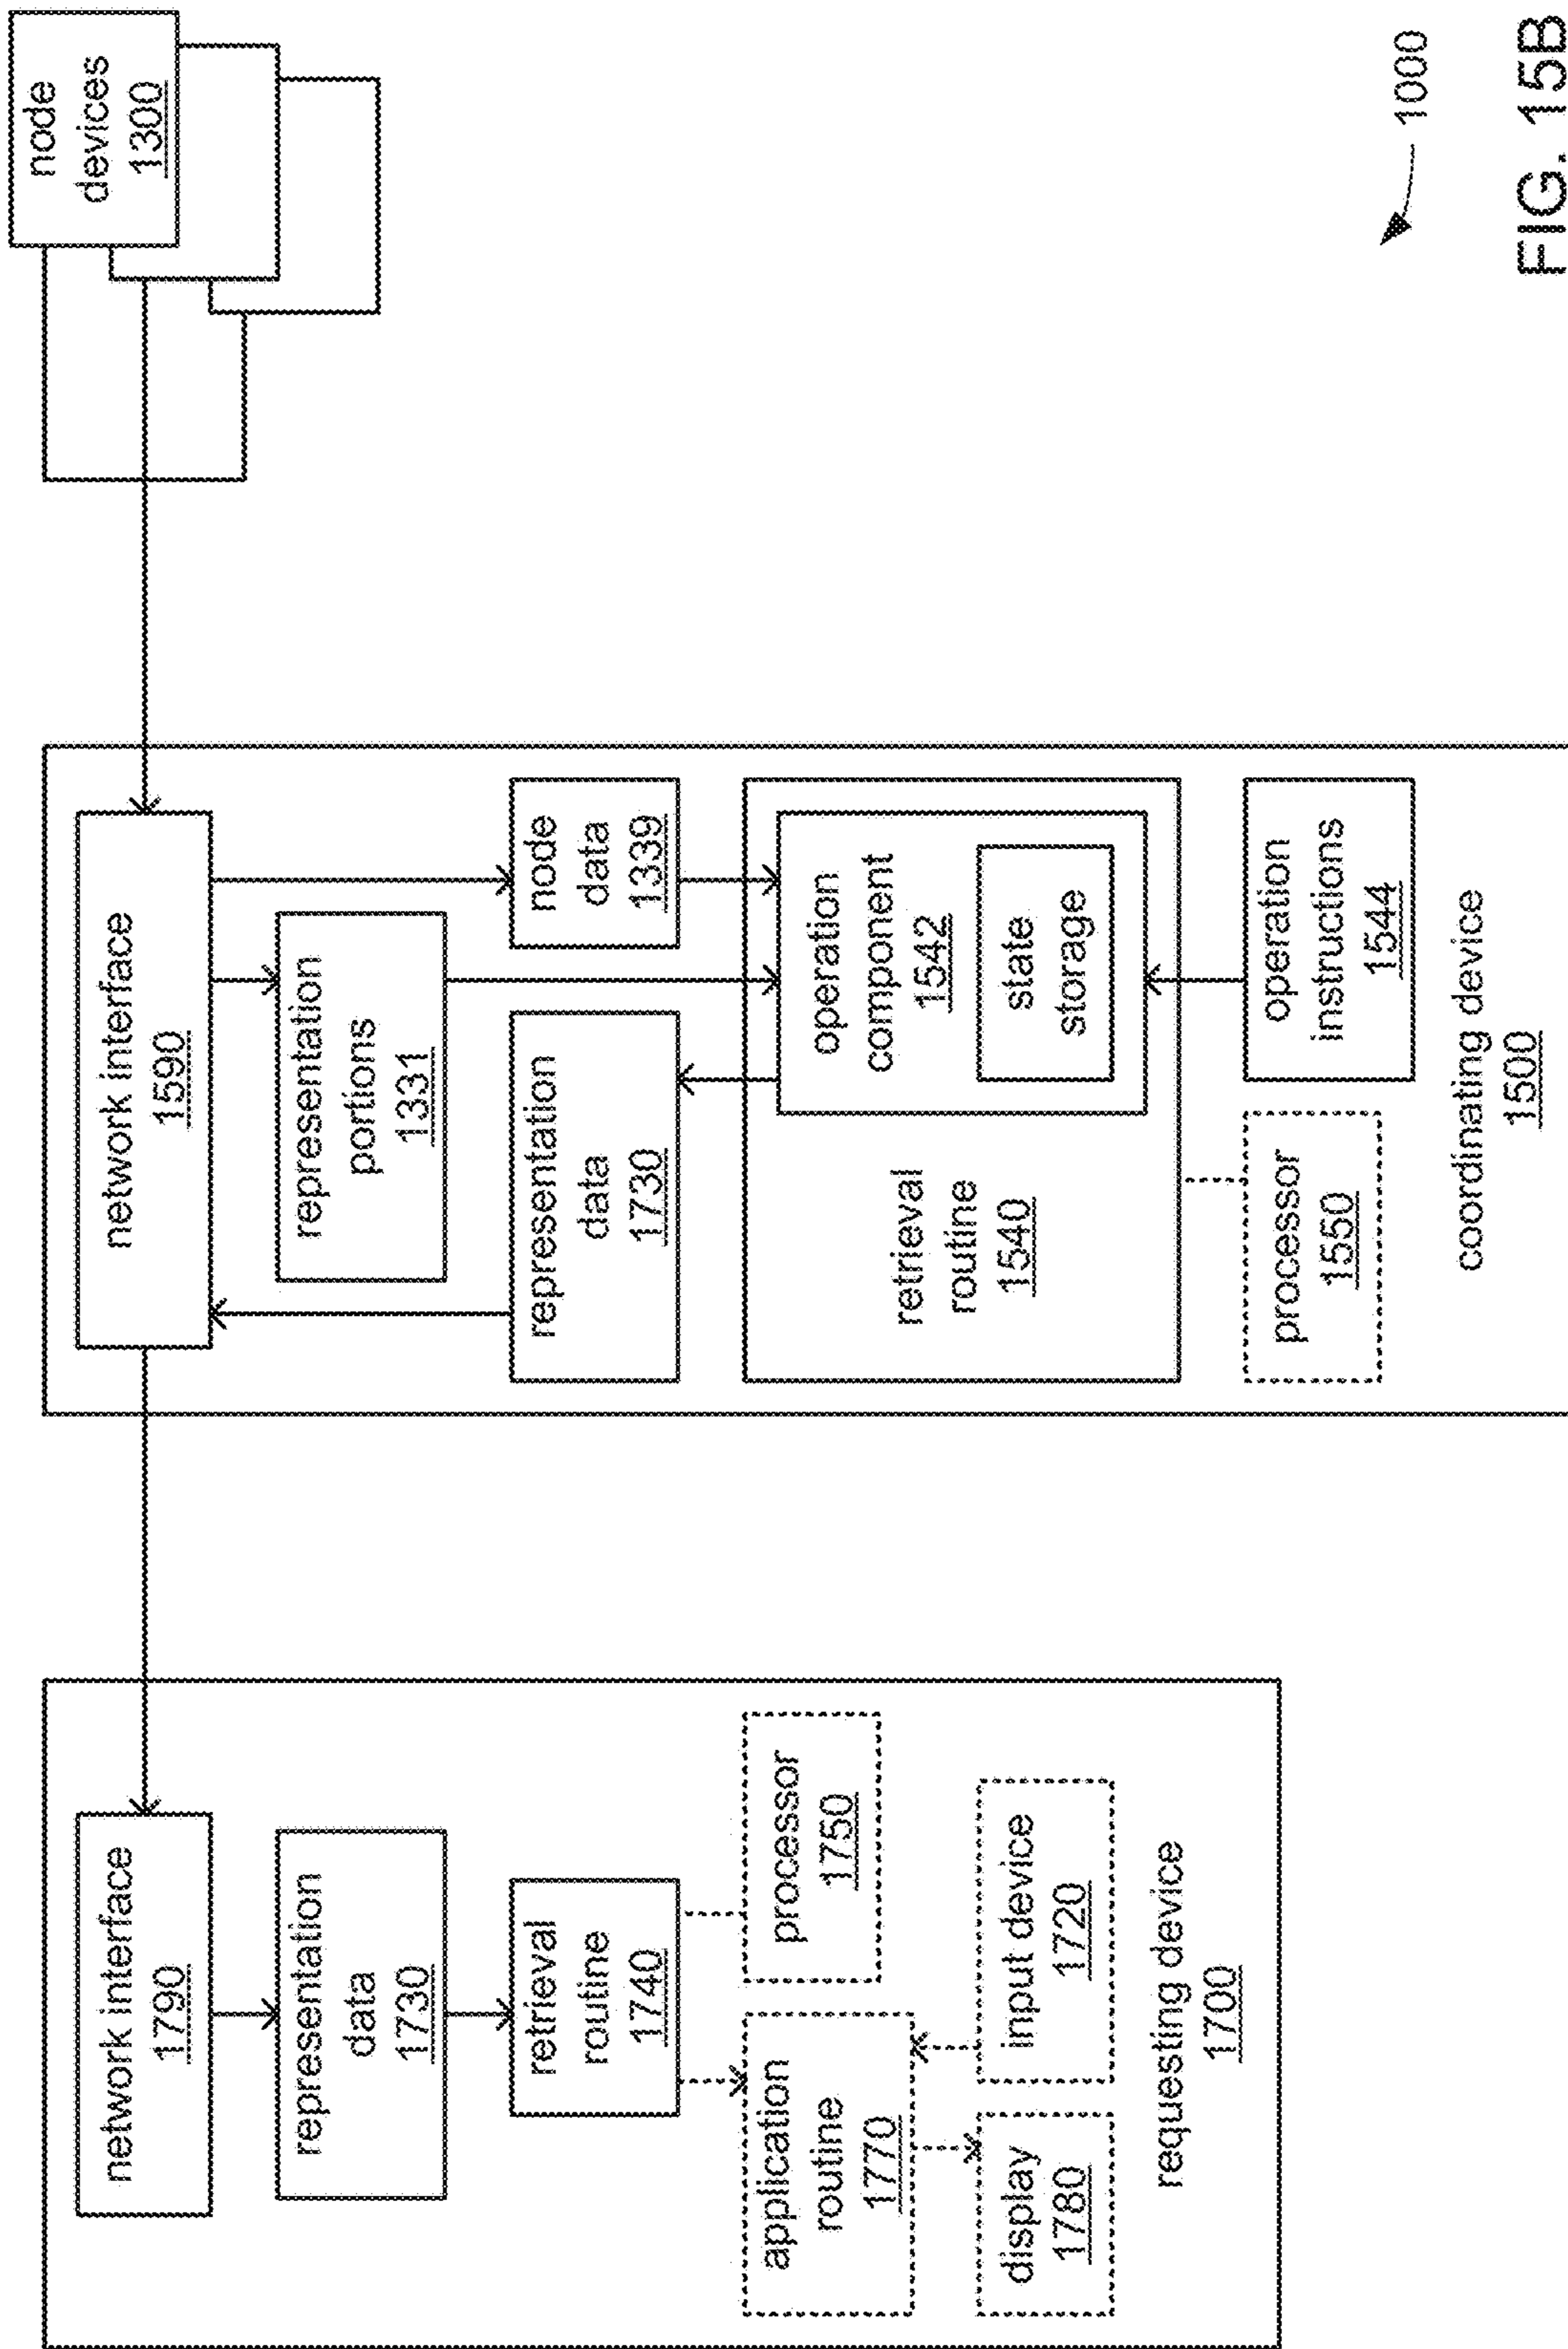 network interface
1790
representation
data
1730
retrieval
routine
1740
processor
1750
application
routine
1770
input device
1720
display
1780
requesting device
1700
network interface
1590
representation
portions
1331
node
data
1339
representation
data
1730
operation
component
1542
state
storage
retrieval
routine
1540
operation
instructions
1544
processor
1550
coordinating device
1500
node
devices
1300
1000
FIG. 15B